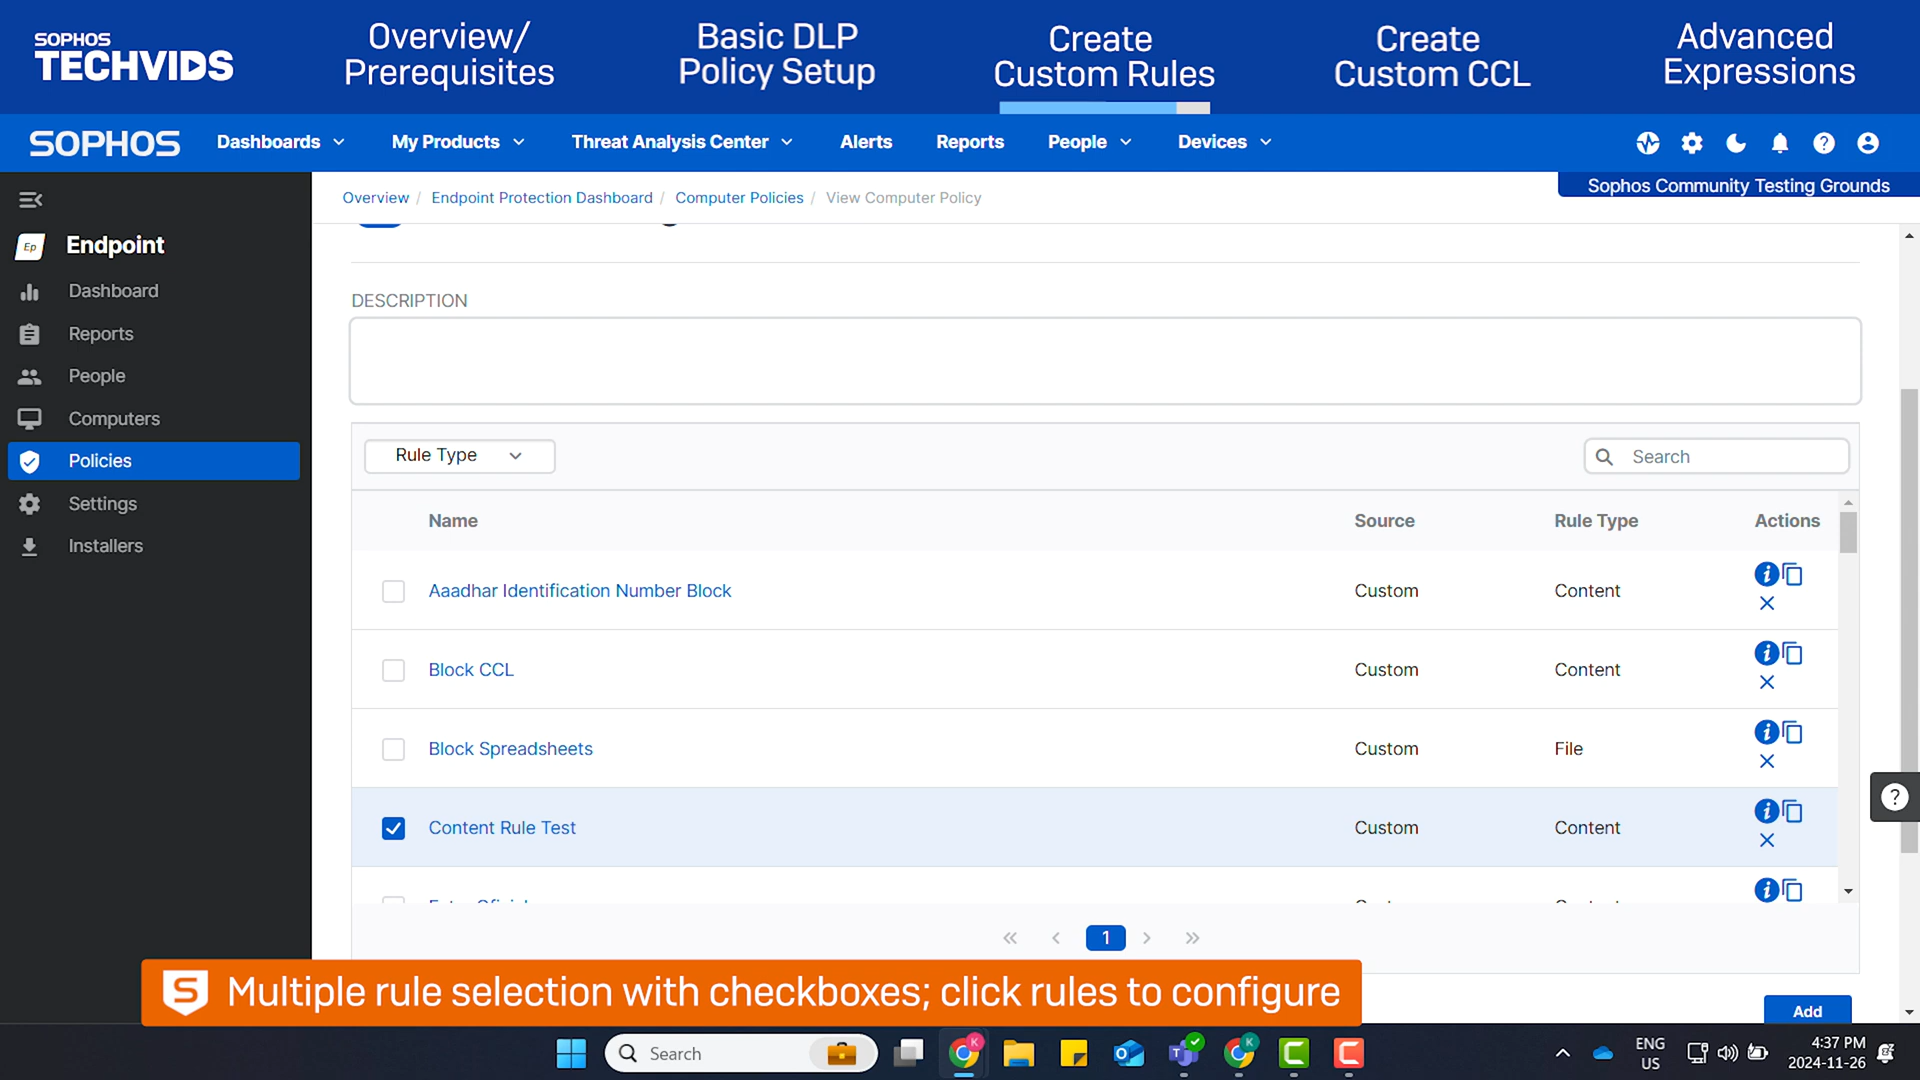 SOPHOS
TECHVIDS
Overview/
Prerequisites
Basic DLP
Policy Setup
Create
Custom Rules
Create
Custom CCL
Advanced
Expressions
SOPHOS
Dashboards
My Products
Threat Analysis Center
Alerts
Reports
People
Devices
Sophos Community Testing Grounds
Overview / Endpoint Protection Dashboard / Computer Policies / View Computer Policy
Ep
Endpoint
Dashboard
Reports
People
Computers
Policies
Settings
Installers
DESCRIPTION
Rule Type
Search
Name Source Rule Type Actions
Aaadhar Identification Number Block Custom Content
Block CCL Custom Content
Block Spreadsheets Custom File
Content Rule Test Custom Content
1
S Multiple rule selection with checkboxes; click rules to configure
Add
Search
K
K
ENG
US
4:37 PM
2024-11-26